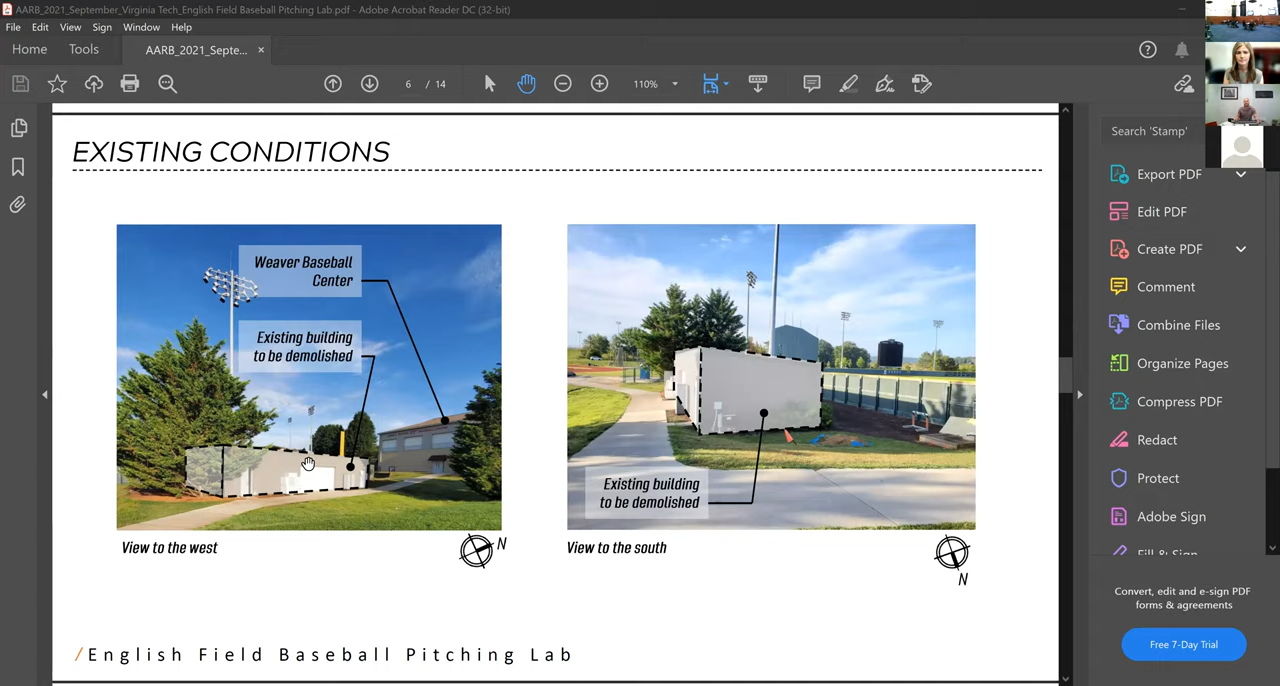 AARB_2021_September_Virginia Tech_English Field Baseball Pitching Lab.pdf - Adobe Acrobat Reader DC (32-bit)
File Edit View Sign Window Help
Home Tools AARB_2021_Septe... ×
6 / 14 110%
EXISTING CONDITIONS
Weaver Baseball
Center
Existing building
to be demolished
View to the west
N
Existing building
to be demolished
View to the south
N
/English Field Baseball Pitching Lab
Search 'Stamp'
Export PDF
Edit PDF
Create PDF
Comment
Combine Files
Organize Pages
Compress PDF
Redact
Protect
Adobe Sign
Fill & Sign
Convert, edit and e-sign PDF
forms & agreements
Free 7-Day Trial